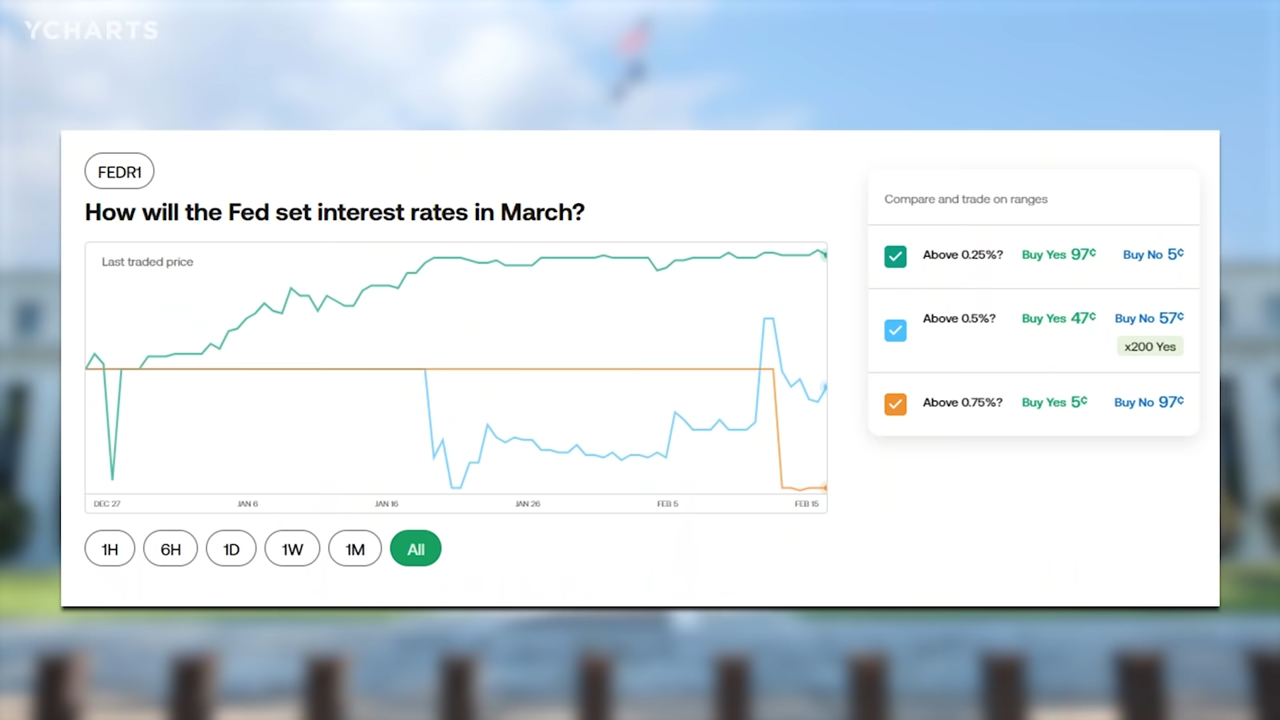 YCHARTS
FEDR1
How will the Fed set interest rates in March?
Last traded price
DEC 27 JAN 6 JAN 16 JAN 26 FEB 5 FEB 15
1H 6H 1D 1W 1M All
Compare and trade on ranges
Above 0.25%? Buy Yes 97¢ Buy No 5¢
Above 0.5%? Buy Yes 47¢ Buy No 57¢
x200 Yes
Above 0.75%? Buy Yes 5¢ Buy No 97¢